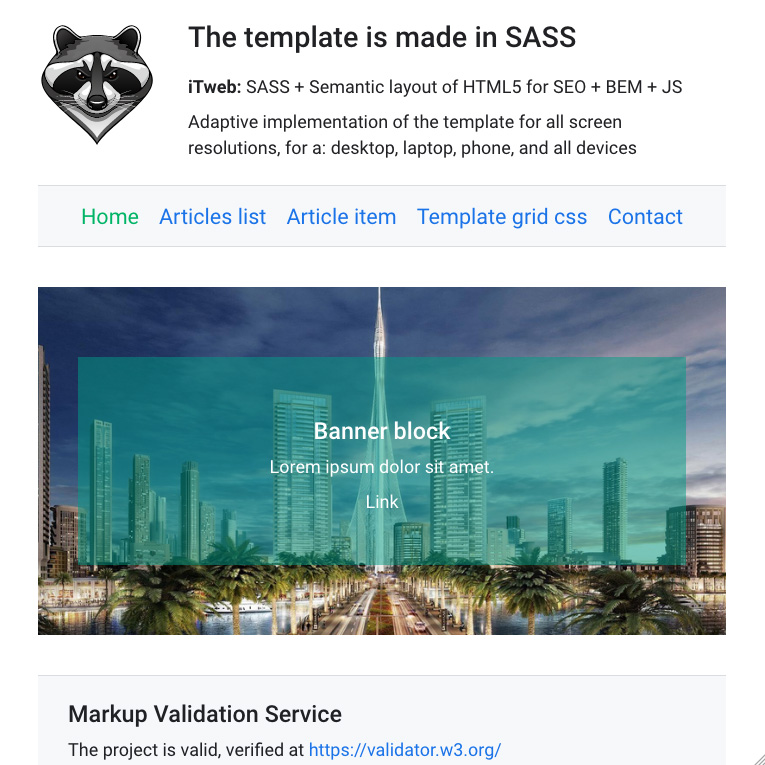 The template is made in SASS
iTweb: SASS + Semantic layout of HTML5 for SEO + BEM + JS
Adaptive implementation of the template for all screen
resolutions, for a: desktop, laptop, phone, and all devices
Home Articles list Article item Template grid css Contact
Banner block
Lorem ipsum dolor sit amet.
Link
Markup Validation Service
The project is valid, verified at https://validator.w3.org/